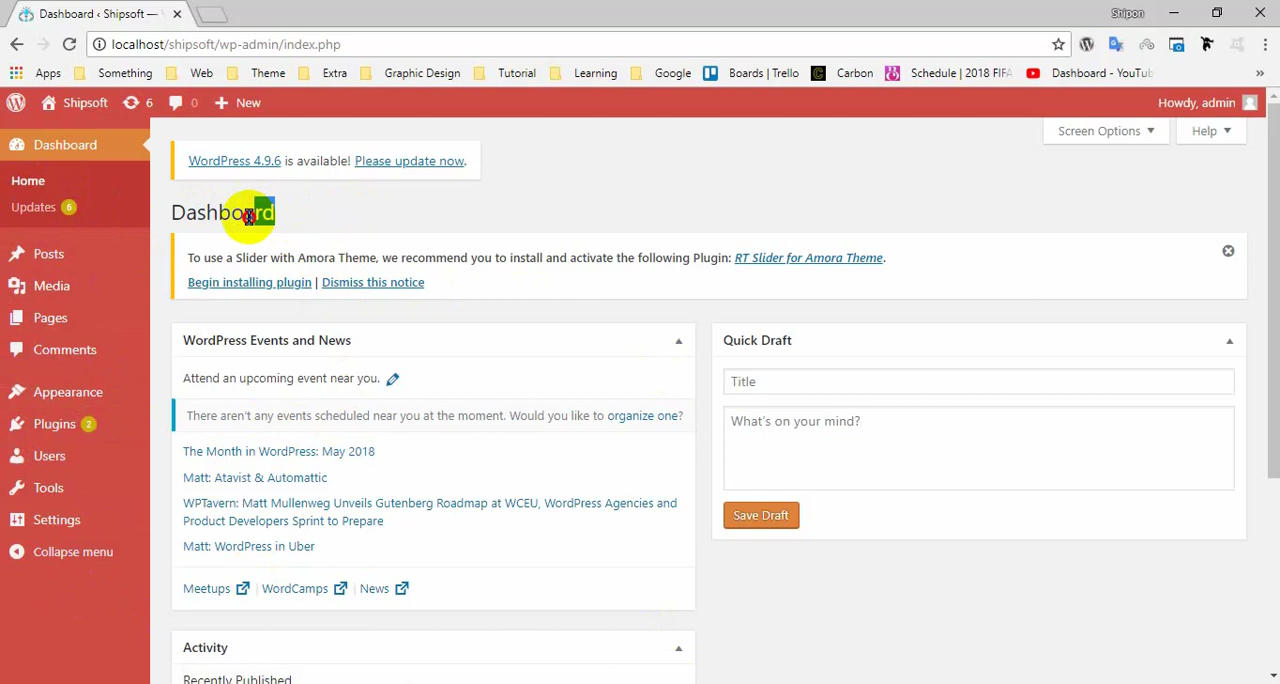 Dashboard ‹ Shipsoft —
Shipon
localhost/shipsoft/wp-admin/index.php
Apps Something Web Theme Extra Graphic Design Tutorial Learning Google Boards | Trello Carbon Schedule | 2018 FIFA Dashboard - YouTu
Shipsoft 6 0 New Howdy, admin
Screen Options Help
Dashboard
Home
Updates 6
Posts
Media
Pages
Comments
Appearance
Plugins 2
Users
Tools
Settings
Collapse menu
WordPress 4.9.6 is available! Please update now.
Dashboard
To use a Slider with Amora Theme, we recommend you to install and activate the following Plugin: RT Slider for Amora Theme.
Begin installing plugin | Dismiss this notice
WordPress Events and News
Attend an upcoming event near you.
There aren't any events scheduled near you at the moment. Would you like to organize one?
The Month in WordPress: May 2018
Matt: Atavist & Automattic
WPTavern: Matt Mullenweg Unveils Gutenberg Roadmap at WCEU, WordPress Agencies and
Product Developers Sprint to Prepare
Matt: WordPress in Uber
Meetups | WordCamps | News
Activity
Recently Published
Quick Draft
Title
What's on your mind?
Save Draft